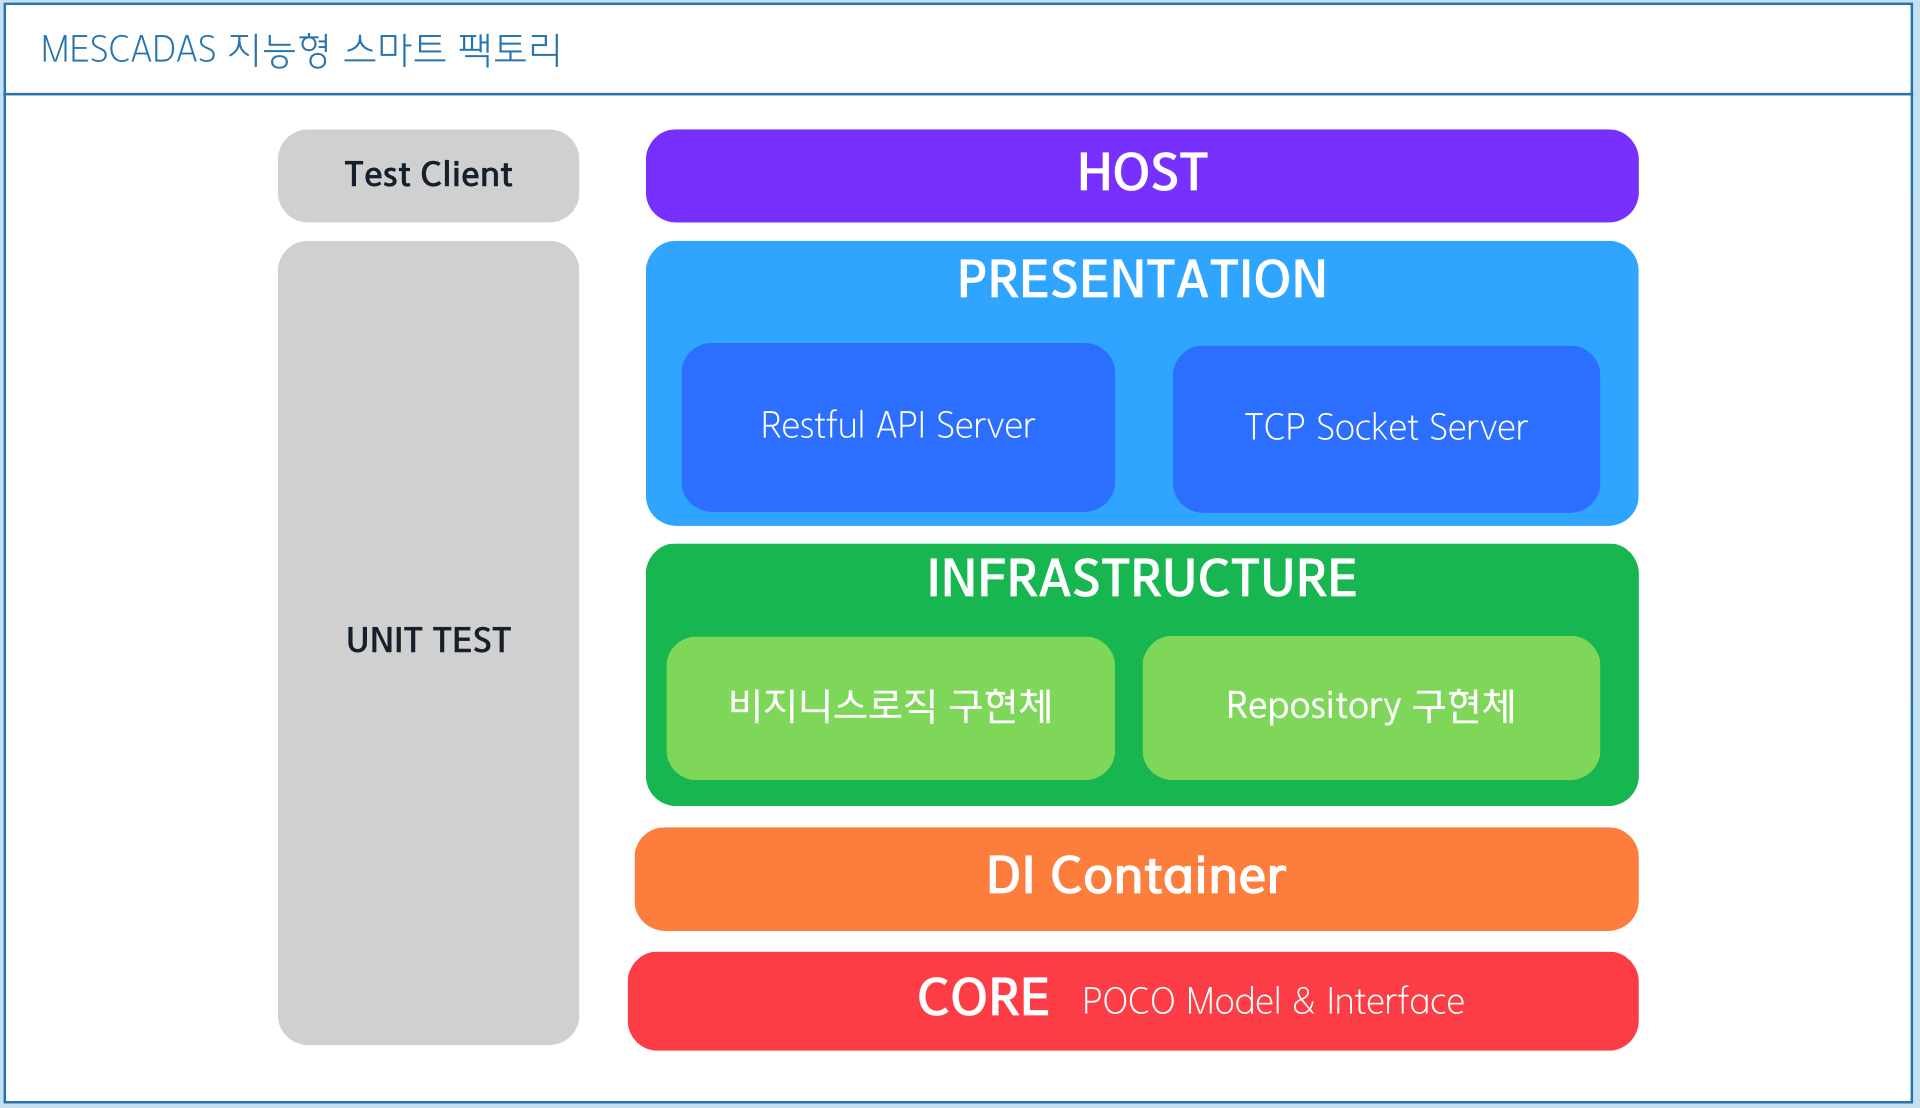 MESCADAS 지능형 스마트 팩토리
Test Client
HOST
PRESENTATION
Restful API Server
TCP Socket Server
UNIT TEST
INFRASTRUCTURE
비지니스로직 구현체
Repository 구현체
DI Container
CORE POCO Model & Interface